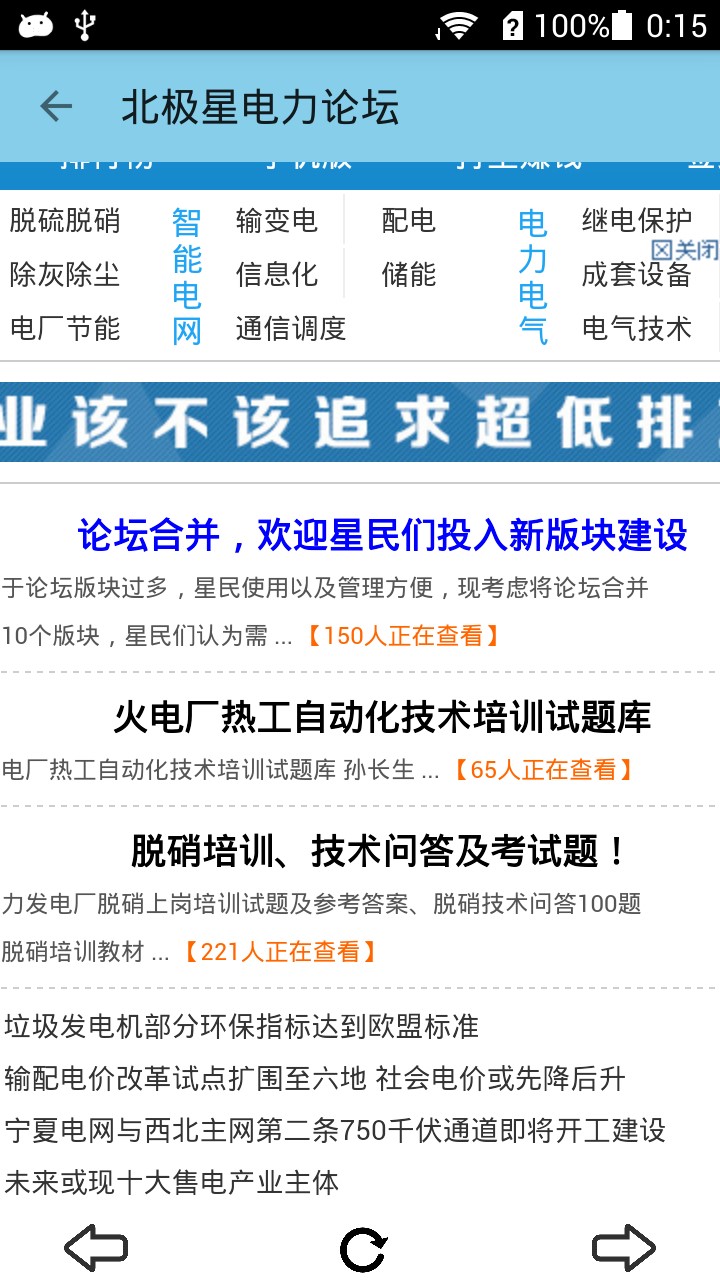 100% 0:15
北极星电力论坛
排行榜 手机版 打上赚钱
脱硫脱硝 智能电网 输变电 配电 电力电气 继电保护
关闭
除灰除尘 信息化 储能 成套设备
电厂节能 通信调度 电气技术
业该不该追求超低排
论坛合并，欢迎星民们投入新版块建设
于论坛版块过多，星民使用以及管理方便，现考虑将论坛合并
10个版块，星民们认为需 ... 【150人正在查看】
火电厂热工自动化技术培训试题库
电厂热工自动化技术培训试题库 孙长生 ... 【65人正在查看】
脱硝培训、技术问答及考试题！
力发电厂脱硝上岗培训试题及参考答案、脱硝技术问答100题
脱硝培训教材 ... 【221人正在查看】
垃圾发电机部分环保指标达到欧盟标准
输配电价改革试点扩围至六地 社会电价或先降后升
宁夏电网与西北主网第二条750千伏通道即将开工建设
未来或现十大售电产业主体